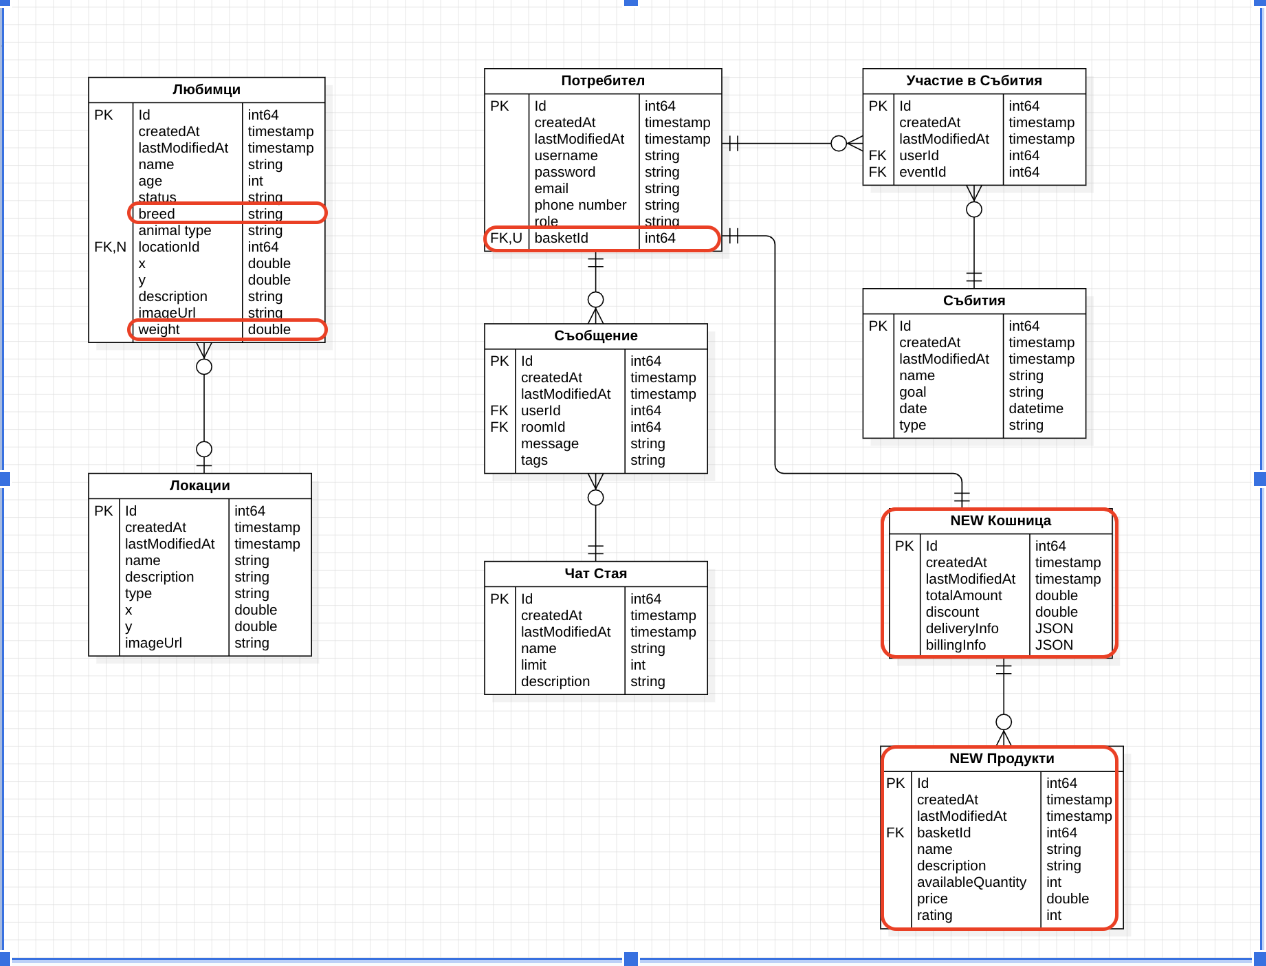 Любимци
PK Id int64
createdAt timestamp
lastModifiedAt timestamp
name string
age int
status string
breed string
animal type string
FK,N locationId int64
x double
y double
description string
imageUrl string
weight double
Локации
PK Id int64
createdAt timestamp
lastModifiedAt timestamp
name string
description string
type string
x double
y double
imageUrl string
Потребител
PK Id int64
createdAt timestamp
lastModifiedAt timestamp
username string
password string
email string
phone number string
role string
FK,U basketId int64
Съобщение
PK Id int64
createdAt timestamp
lastModifiedAt timestamp
FK userId int64
FK roomId int64
message string
tags string
Чат Стая
PK Id int64
createdAt timestamp
lastModifiedAt timestamp
name string
limit int
description string
Участие в Събития
PK Id int64
createdAt timestamp
lastModifiedAt timestamp
FK userId int64
FK eventId int64
Събития
PK Id int64
createdAt timestamp
lastModifiedAt timestamp
name string
goal string
date datetime
type string
NEW Кошница
PK Id int64
createdAt timestamp
lastModifiedAt timestamp
totalAmount double
discount double
deliveryInfo JSON
billingInfo JSON
NEW Продукти
PK Id int64
createdAt timestamp
lastModifiedAt timestamp
FK basketId int64
name string
description string
availableQuantity int
price double
rating int